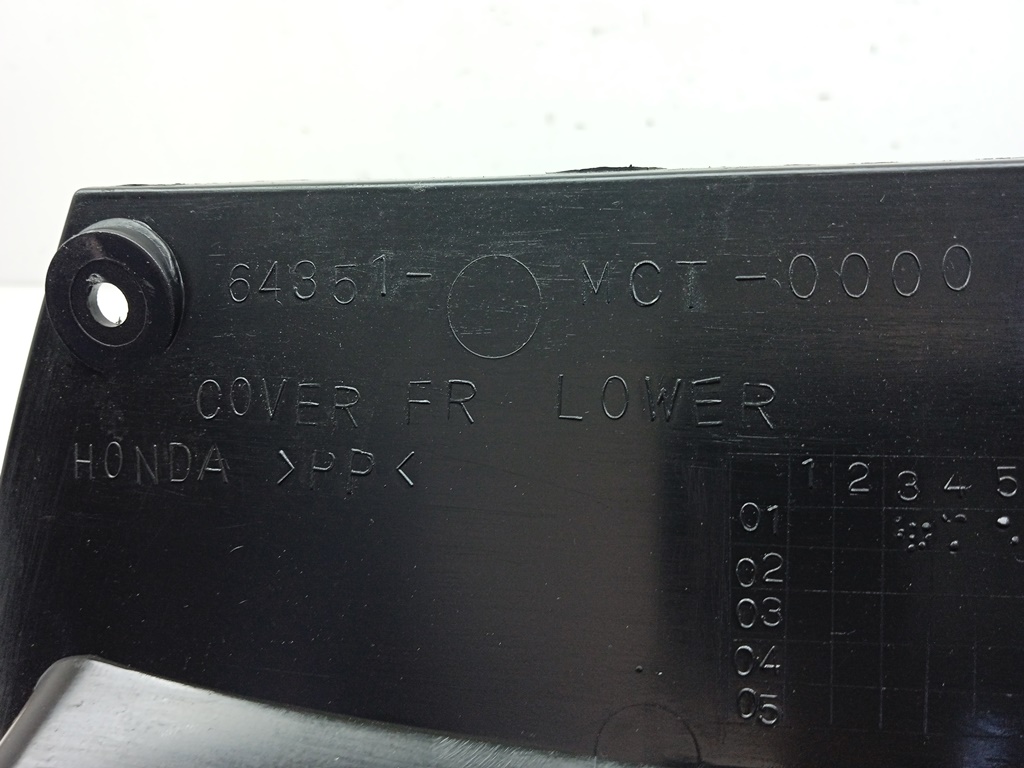 64351- MCT-0000
COVER FR LOWER
HONDA >PP<
1 2 3 4 5
01
02
03
04
05